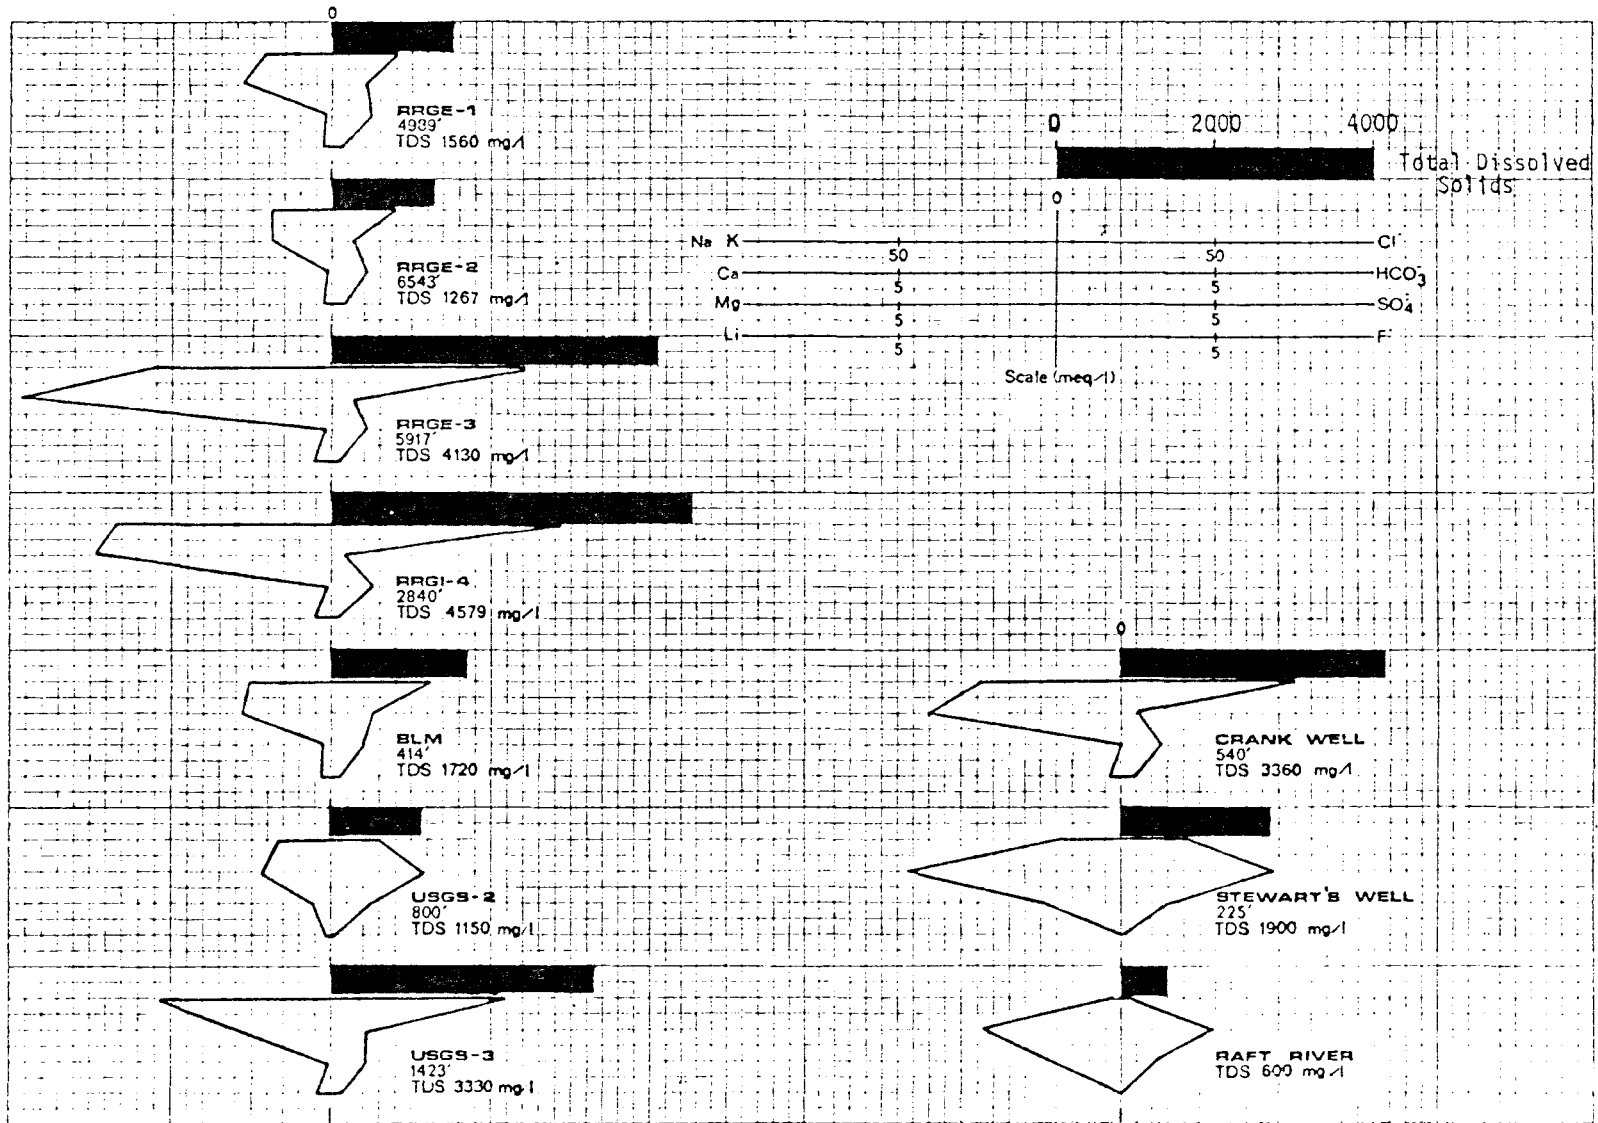 0
RRGE-1
4989'
TDS 1560 mg/l
RRGE-2
6543'
TDS 1267 mg/l
RRGE-3
5917'
TDS 4130 mg/l
RRGI-4
2840'
TDS 4579 mg/l
BLM
414'
TDS 1720 mg/l
USGS-2
800'
TDS 1150 mg/l
USGS-3
1423'
TDS 3330 mg/l
0 2000 4000
Total Dissolved
Solids
0
Na K Cl⁻
50 50
Ca HCO₃⁻
5 5
Mg SO₄⁻
5 5
Li F⁻
5 5
Scale (meq/l)
0
CRANK WELL
540'
TDS 3360 mg/l
STEWART'S WELL
225'
TDS 1900 mg/l
RAFT RIVER
TDS 600 mg/l